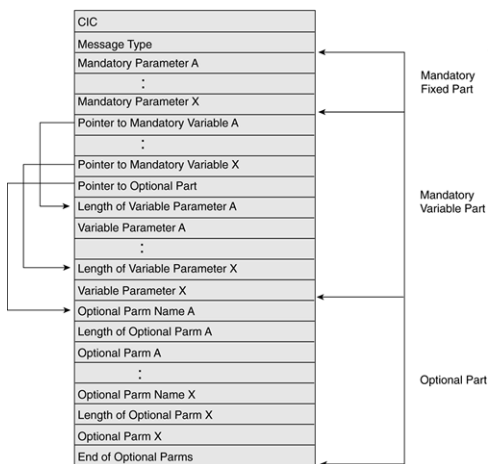 CIC
Message Type
Mandatory Parameter A
:
Mandatory Parameter X
Pointer to Mandatory Variable A
:
Pointer to Mandatory Variable X
Pointer to Optional Part
Length of Variable Parameter A
Variable Parameter A
:
Length of Variable Parameter X
Variable Parameter X
Optional Parm Name A
Length of Optional Parm A
Optional Parm A
:
Optional Parm Name X
Length of Optional Parm X
Optional Parm X
End of Optional Parms
Mandatory
Fixed Part
Mandatory
Variable Part
Optional Part